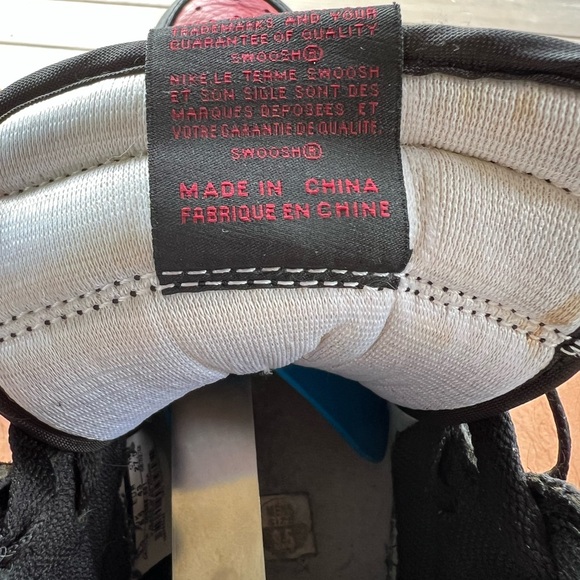 TRADEMARKS AND YOUR
GUARANTEE OF QUALITY
SWOOSH®
NIKE, LE TERME SWOOSH
ET SON SIGLE SONT DES
MARQUES DEPOSEES ET
VOTRE GARANTIE DE QUALITE.
SWOOSH®
MADE IN CHINA
FABRIQUE EN CHINE